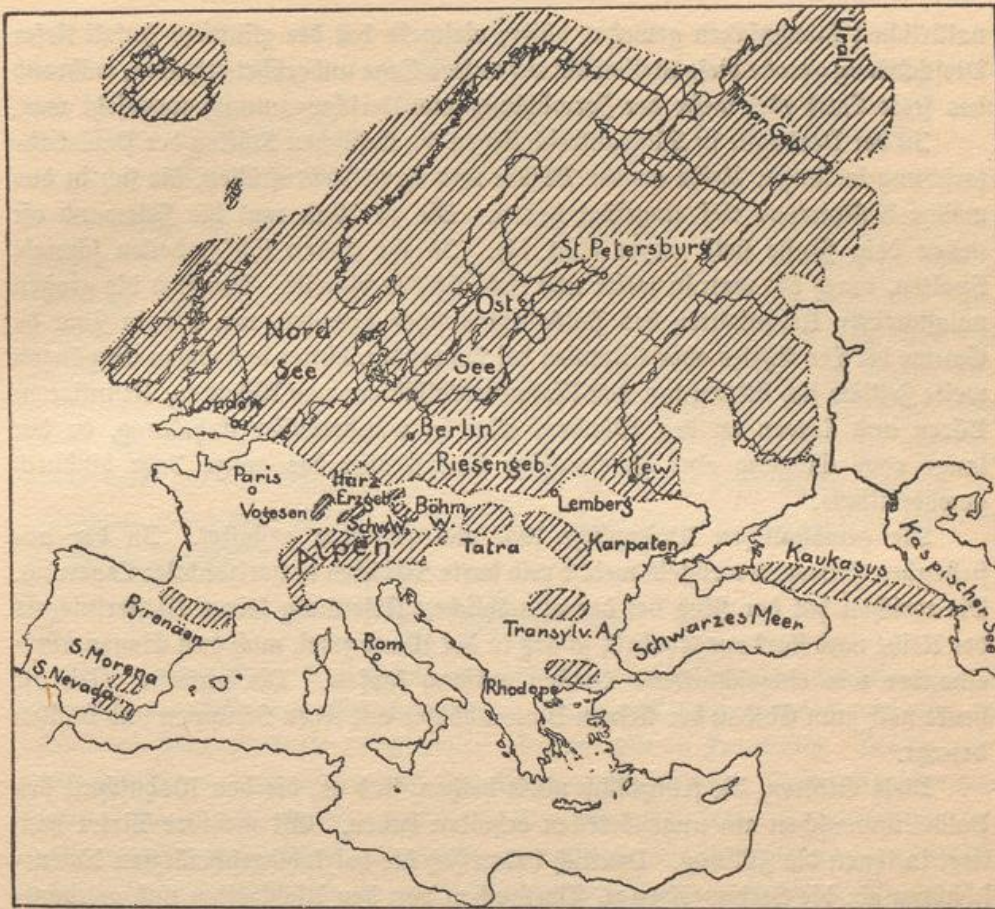 Ural
Timan Geb.
St. Petersburg
Ost
Nord
See
See
London
Berlin
Riesengeb.
Kiew
Harz
Paris
Erzgeb.
Lemberg
Vogesen
Böhm
W.
Schw.W.
Alpen
Tatra
Karpaten
Kaukasus
Kaspischer See
Pyrenäen
Transylv. A.
Schwarzes Meer
Rom
S. Morena
S. Nevada
Rhodope